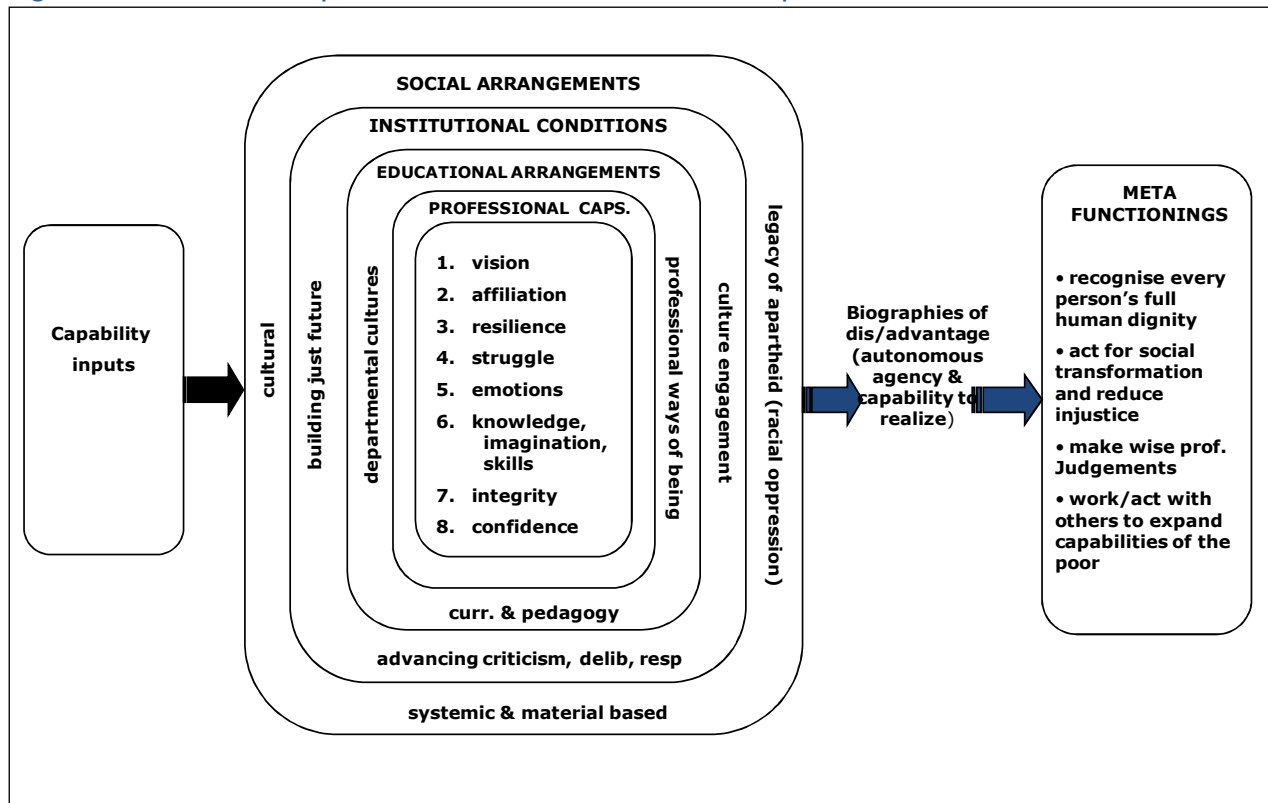 SOCIAL ARRANGEMENTS
INSTITUTIONAL CONDITIONS
EDUCATIONAL ARRANGEMENTS
PROFESSIONAL CAPS.
Capability
inputs
cultural
building just future
departmental cultures
1. vision
2. affiliation
3. resilience
4. struggle
5. emotions
6. knowledge,
imagination,
skills
7. integrity
8. confidence
professional ways of being
culture engagement
legacy of apartheid (racial oppression)
curr. & pedagogy
advancing criticism, delib, resp
systemic & material based
Biographies of
dis/advantage
(autonomous
agency &
capability to
realize)
META
FUNCTIONINGS
• recognise every
person’s full
human dignity
• act for social
transformation
and reduce
injustice
• make wise prof.
Judgements
• work/act with
others to expand
capabilities of the
poor